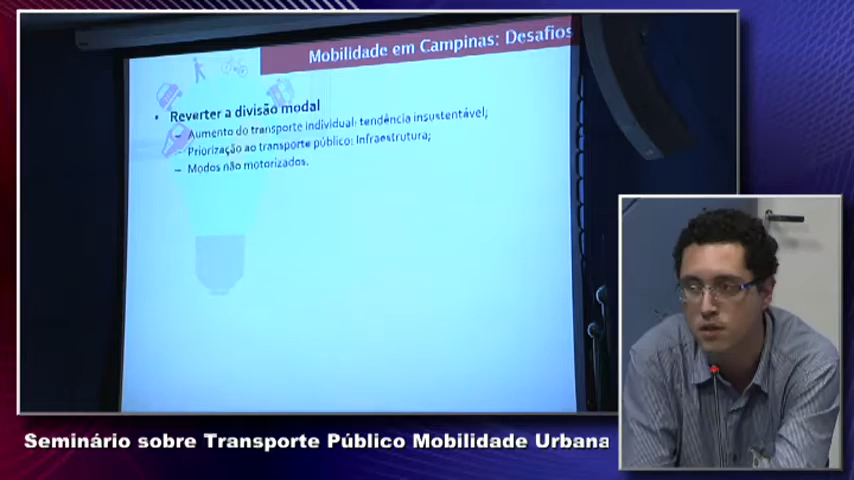 Mobilidade em Campinas: Desafios
• Reverter a divisão modal
– Aumento do transporte individual: tendência insustentável;
– Priorização ao transporte público: Infraestrutura;
– Modos não motorizados.
Seminário sobre Transporte Público Mobilidade Urbana